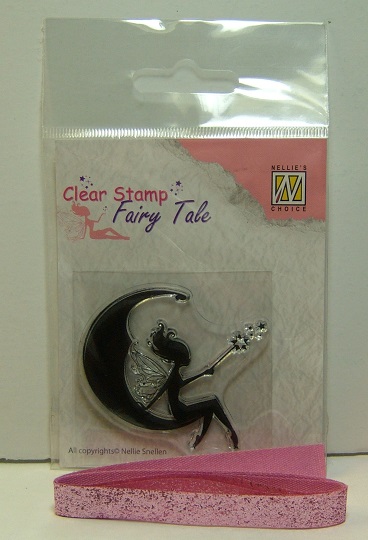 NELLIE'S
N
CHOICE
Clear Stamp
Fairy Tale
All copyrights© Nellie Snellen